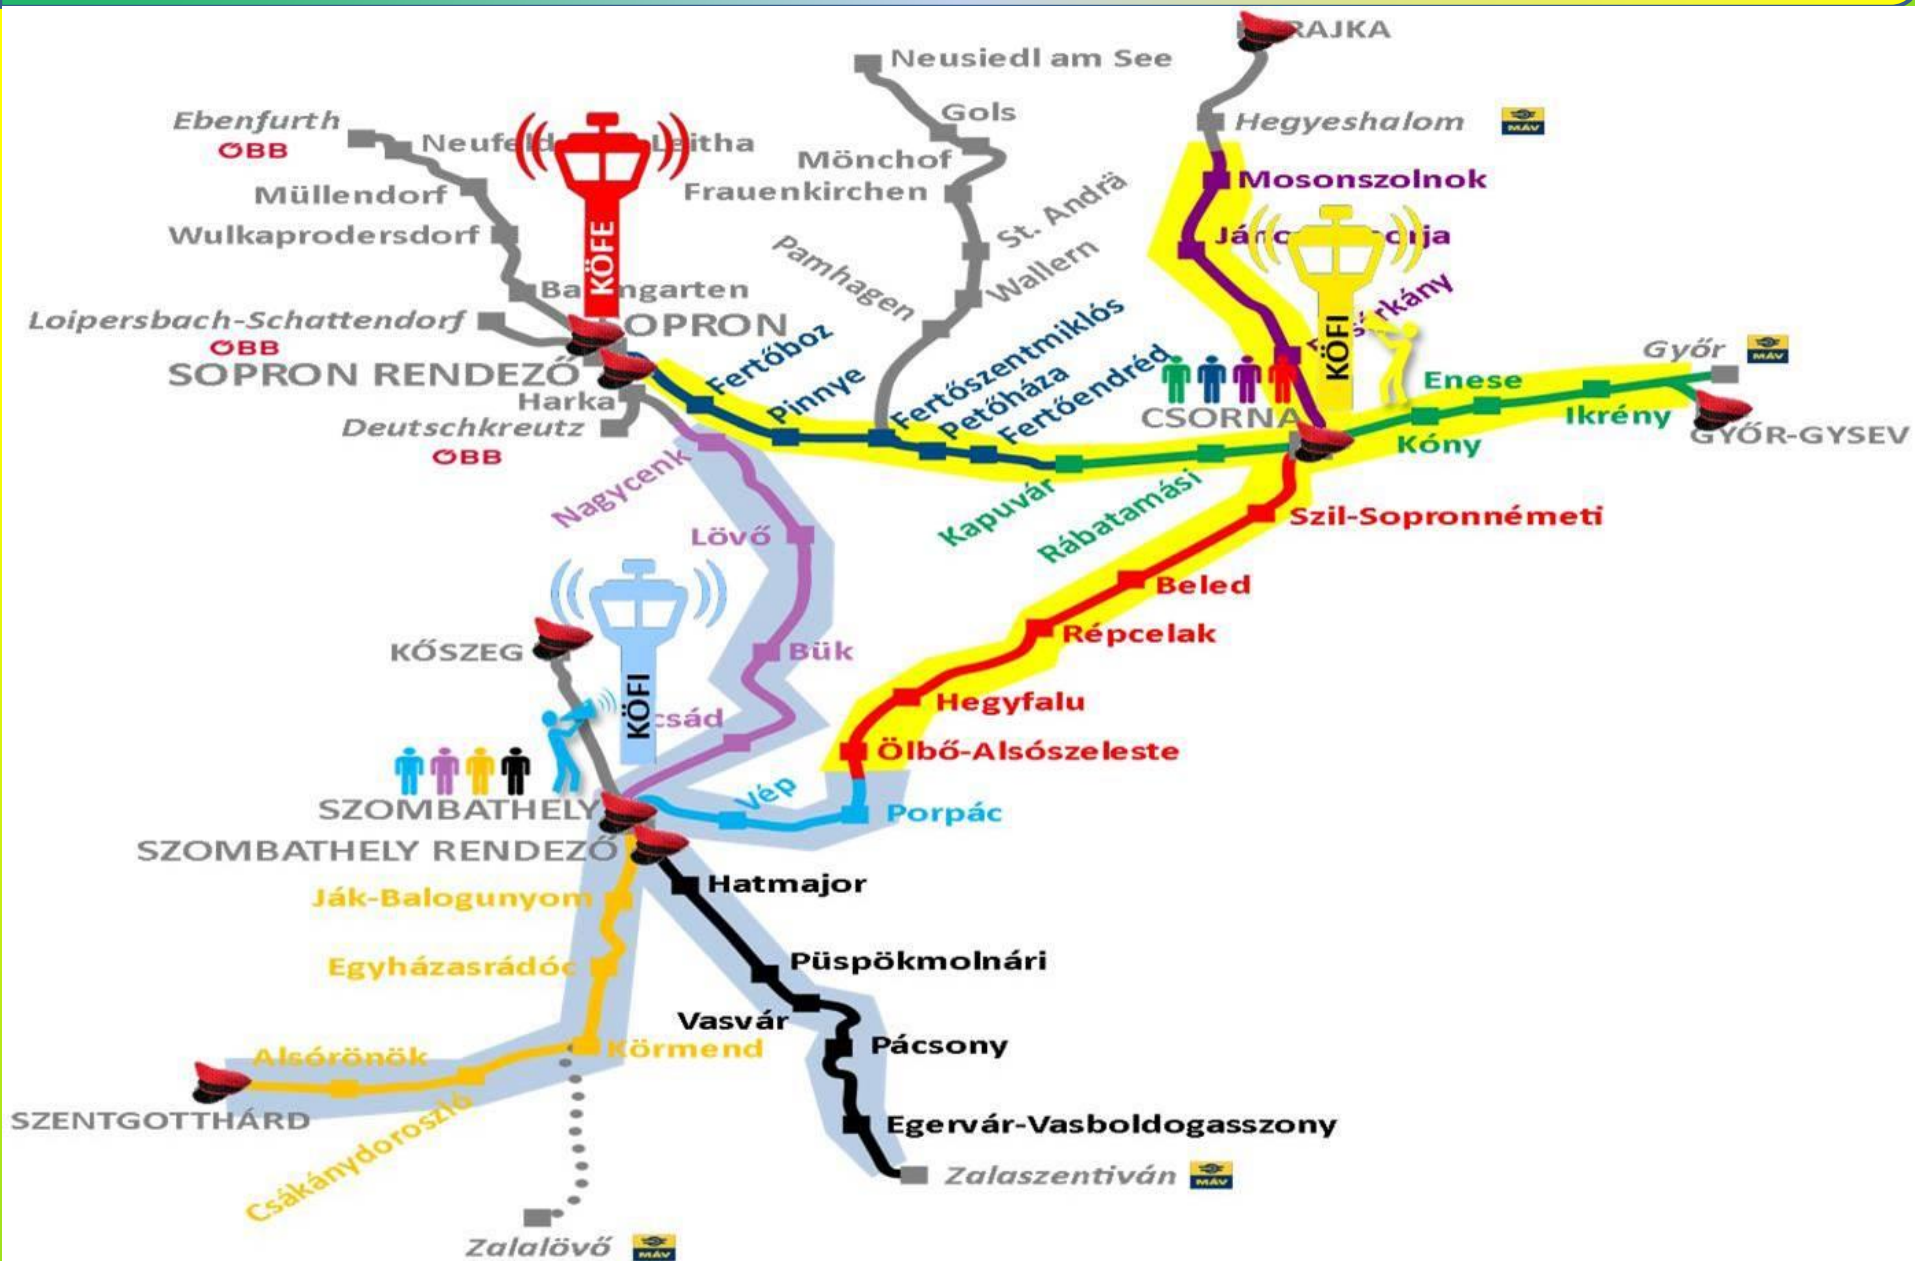 RAJKA
Neusiedl am See
Gols
Hegyeshalom
MÁV
Ebenfurth
ÖBB
Leitha
Mönchof
Müllendorf
Frauenkirchen
St. Andrä
Mosonszolnok
Wulkaprodersdorf
KÖFE
Pamhagen
Wallern
Loipersbach-Schattendorf
ÖBB
OPRON
SOPRON RENDEZŐ
Harka
Deutschkreutz
ÖBB
Fertőboz
Pinnye
Fertőszentmiklós
Petőháza
Fertőendréd
KÖFI
CSORNA
Győr
MÁV
Enese
Ikrény
Kóny
GYŐR-GYSEV
Nagycenk
Kapuvár
Rábatamási
Szil-Sopronnémeti
Lövő
Beled
Répcelak
KŐSZEG
Bük
KÖFI
csád
Hegyfalu
Ölbő-Alsószeleste
SZOMBATHELY
Vép
Porpác
SZOMBATHELY RENDEZŐ
Hatmajor
Ják-Balogunyom
Egyházasrádóc
Püspökmolnári
Vasvár
Pácsony
Alsórönök
Körmend
SZENTGOTTHÁRD
Csákánydoroszló
Egervár-Vasboldogasszony
Zalaszentiván
MÁV
Zalalövő
MÁV